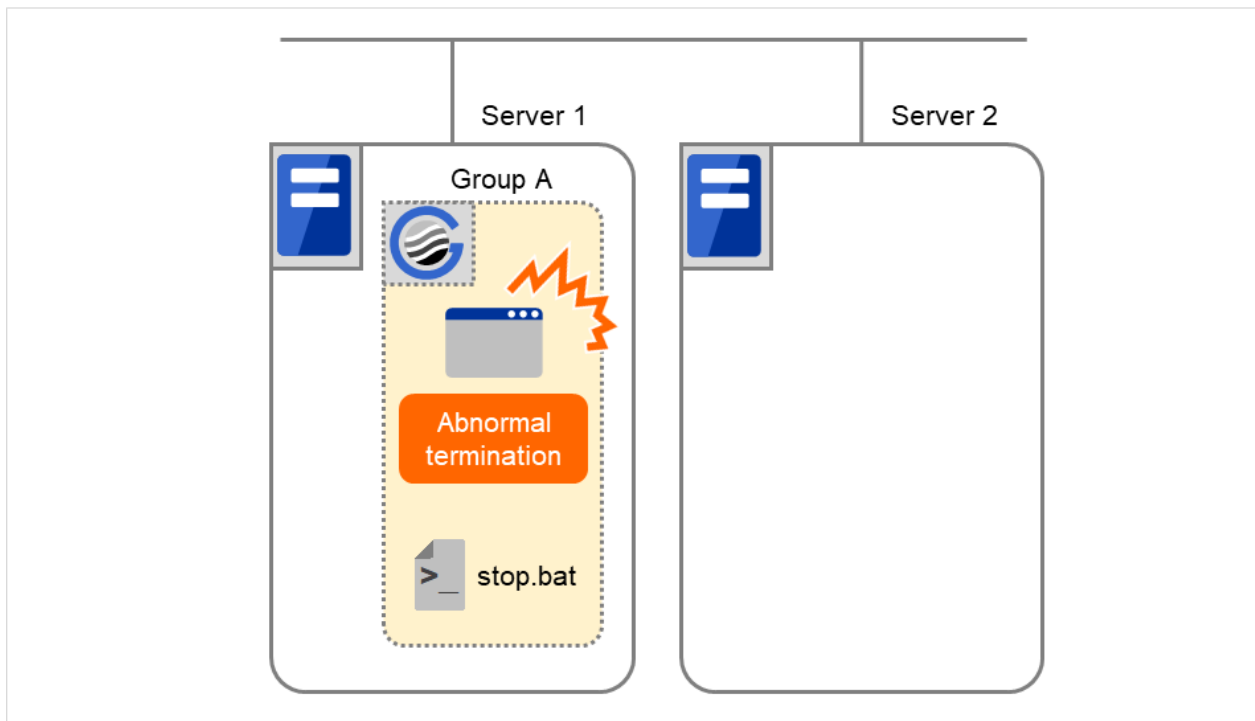 Server 1
Server 2
Group A
Abnormal
termination
>_ stop.bat